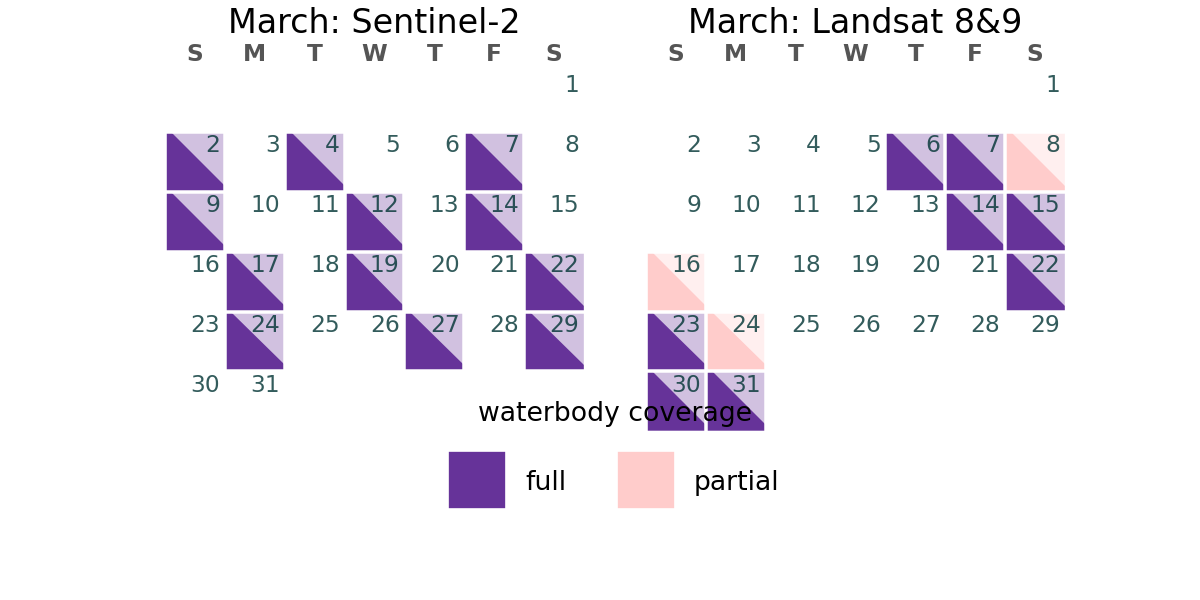 March: Sentinel-2
S M T W T F S
1
2 3 4 5 6 7 8
9 10 11 12 13 14 15
16 17 18 19 20 21 22
23 24 25 26 27 28 29
30 31
March: Landsat 8&9
S M T W T F S
1
2 3 4 5 6 7 8
9 10 11 12 13 14 15
16 17 18 19 20 21 22
23 24 25 26 27 28 29
30 31
waterbody coverage
full partial